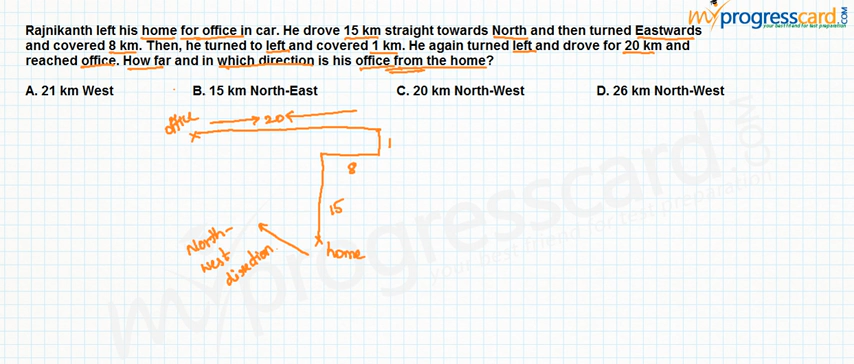 myprogresscard.com
Rajnikanth left his home for office in car. He drove 15 km straight towards North and then turned Eastwards
and covered 8 km. Then, he turned to left and covered 1 km. He again turned left and drove for 20 km and
reached office. How far and in which direction is his office from the home?
A. 21 km West B. 15 km North-East C. 20 km North-West D. 26 km North-West
office 20
1
8
15
North-
west
direction
home